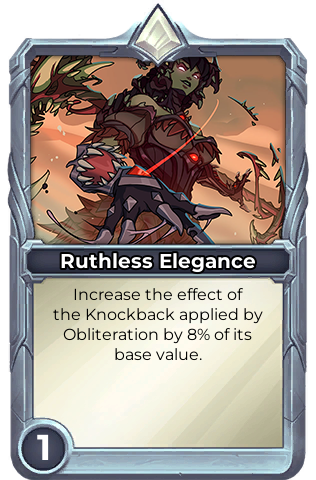 Ruthless Elegance
Increase the effect of
the Knockback applied by
Obliteration by 8% of its
base value.
1